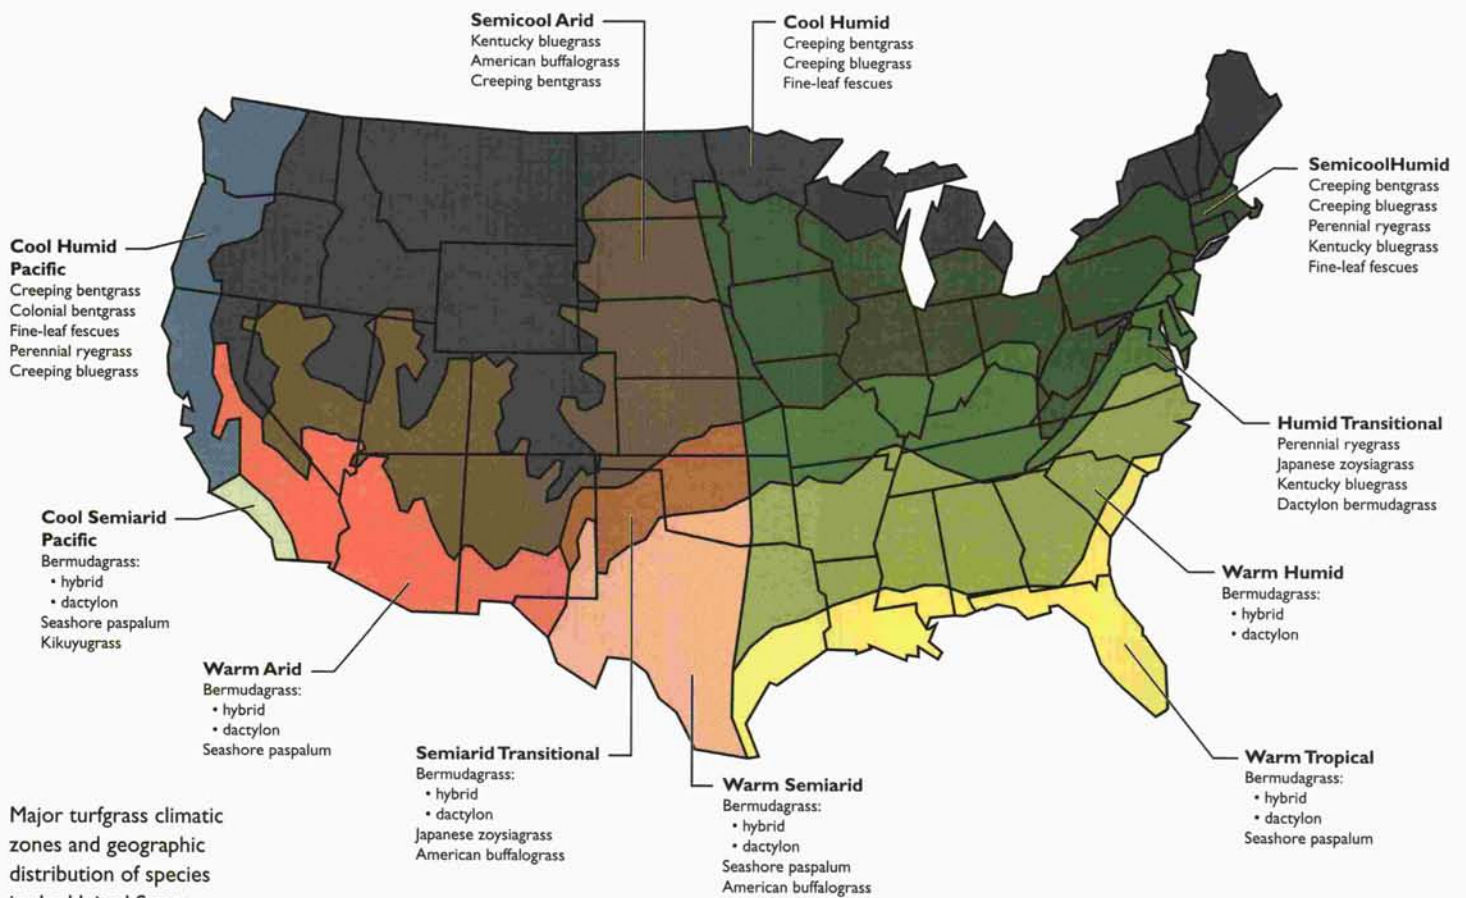 Semicool Arid
Kentucky bluegrass
American buffalograss
Creeping bentgrass
Cool Humid
Creeping bentgrass
Creeping bluegrass
Fine-leaf fescues
SemicoolHumid
Creeping bentgrass
Creeping bluegrass
Perennial ryegrass
Kentucky bluegrass
Fine-leaf fescues
Cool Humid
Pacific
Creeping bentgrass
Colonial bentgrass
Fine-leaf fescues
Perennial ryegrass
Creeping bluegrass
Humid Transitional
Perennial ryegrass
Japanese zoysiagrass
Kentucky bluegrass
Dactylon bermudagrass
Cool Semiarid
Pacific
Bermudagrass:
• hybrid
• dactylon
Seashore paspalum
Kikuyugrass
Warm Humid
Bermudagrass:
• hybrid
• dactylon
Warm Arid
Bermudagrass:
• hybrid
• dactylon
Seashore paspalum
Semiarid Transitional
Bermudagrass:
• hybrid
• dactylon
Japanese zoysiagrass
American buffalograss
Warm Semiarid
Bermudagrass:
• hybrid
• dactylon
Seashore paspalum
American buffalograss
Warm Tropical
Bermudagrass:
• hybrid
• dactylon
Seashore paspalum
Major turfgrass climatic
zones and geographic
distribution of species